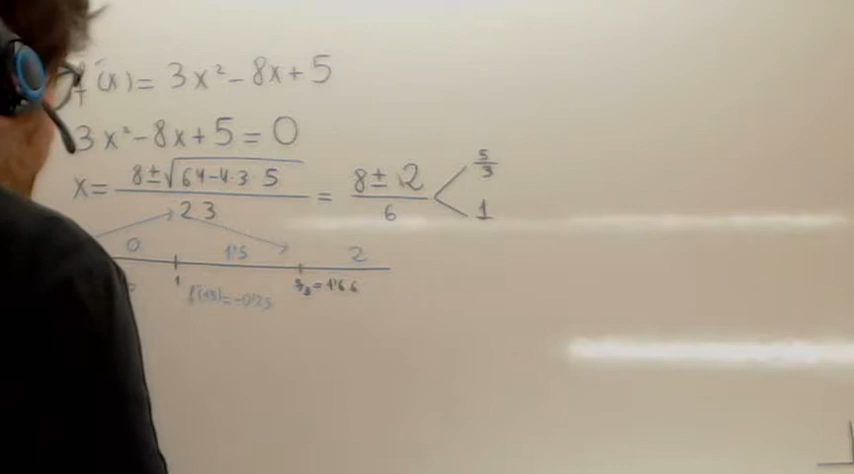 f'(x) = 3x² - 8x + 5
3x² - 8x + 5 = 0
x = 8 ± √64 - 4·3·5 / 2·3 = 8 ± 2 / 6 < 5/3
1
0 1'5 2
1 f'(1'5) = -0'25 5/3 = 1'66